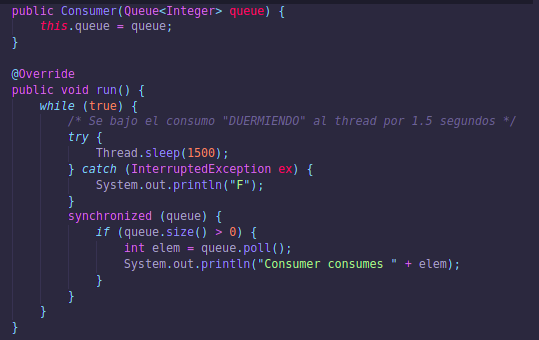 public Consumer(Queue<Integer> queue) {
this.queue = queue;
}
@Override
public void run() {
while (true) {
/* Se bajo el consumo "DUERMIENDO" al thread por 1.5 segundos */
try {
Thread.sleep(1500);
} catch (InterruptedException ex) {
System.out.println("F");
}
synchronized (queue) {
if (queue.size() > 0) {
int elem = queue.poll();
System.out.println("Consumer consumes " + elem);
}
}
}
}